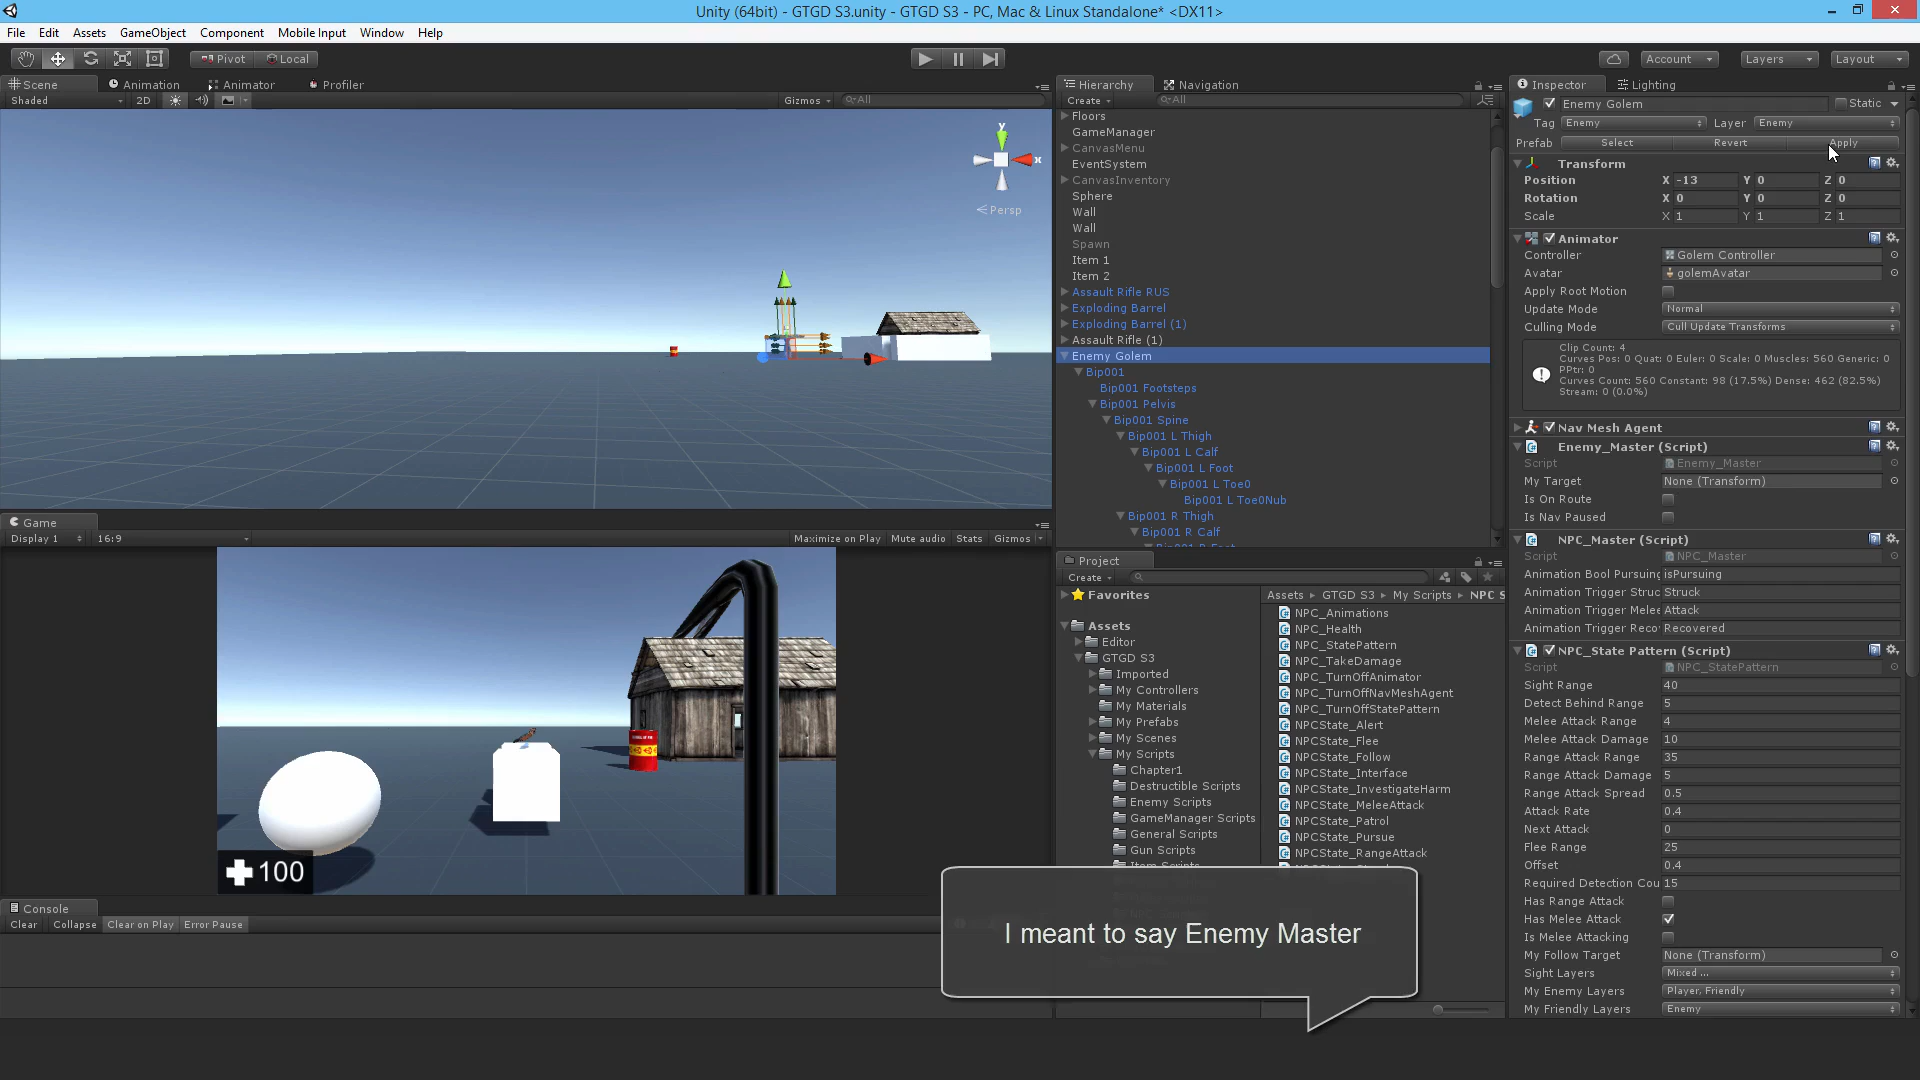 Unity (64bit) - GTGD S3.unity - GTGD S3 - PC, Mac & Linux Standalone* <DX11>
File Edit Assets GameObject Component Mobile Input Window Help
Pivot Local Account Layers Layout
Scene Animation Animator Profiler
Shaded 2D Gizmos All
y
x
Persp
Game
Display 1 16:9 Maximize on Play Mute audio Stats Gizmos
100
Console
Clear Collapse Clear on Play Error Pause
Hierarchy Navigation
Create All
Floors
GameManager
CanvasMenu
EventSystem
CanvasInventory
Sphere
Wall
Wall
Spawn
Item 1
Item 2
Assault Rifle RUS
Exploding Barrel
Exploding Barrel (1)
Assault Rifle (1)
Enemy Golem
Bip001
Bip001 Footsteps
Bip001 Pelvis
Bip001 Spine
Bip001 L Thigh
Bip001 L Calf
Bip001 L Foot
Bip001 L Toe0
Bip001 L Toe0Nub
Bip001 R Thigh
Bip001 R Calf
Project
Create
Favorites
Assets
Editor
GTGD S3
Imported
My Controllers
My Materials
My Prefabs
My Scenes
My Scripts
Chapter1
Destructible Scripts
Enemy Scripts
GameManager Scripts
General Scripts
Gun Scripts
Assets GTGD S3 My Scripts NPC S
NPC_Animations
NPC_Health
NPC_StatePattern
NPC_TakeDamage
NPC_TurnOffAnimator
NPC_TurnOffNavMeshAgent
NPC_TurnOffStatePattern
NPCState_Alert
NPCState_Flee
NPCState_Follow
NPCState_Interface
NPCState_InvestigateHarm
NPCState_MeleeAttack
NPCState_Patrol
NPCState_Pursue
NPCState_RangeAttack
I meant to say Enemy Master
Inspector Lighting
Enemy Golem Static
Tag Enemy Layer Enemy
Prefab Select Revert Apply
Transform
Position X -13 Y 0 Z 0
Rotation X 0 Y 0 Z 0
Scale X 1 Y 1 Z 1
Animator
Controller Golem Controller
Avatar golemAvatar
Apply Root Motion
Update Mode Normal
Culling Mode Cull Update Transforms
Clip Count: 4
Curves Pos: 0 Quat: 0 Euler: 0 Scale: 0 Muscles: 560 Generic: 0
PPtr: 0
Curves Count: 560 Constant: 98 (17.5%) Dense: 462 (82.5%)
Stream: 0 (0.0%)
Nav Mesh Agent
Enemy_Master (Script)
Script Enemy_Master
My Target None (Transform)
Is On Route
Is Nav Paused
NPC_Master (Script)
Script NPC_Master
Animation Bool Pursuing isPursuing
Animation Trigger Struc Struck
Animation Trigger Melee Attack
Animation Trigger Reco Recovered
NPC_State Pattern (Script)
Script NPC_StatePattern
Sight Range 40
Detect Behind Range 5
Melee Attack Range 4
Melee Attack Damage 10
Range Attack Range 35
Range Attack Damage 5
Range Attack Spread 0.5
Attack Rate 0.4
Next Attack 0
Flee Range 25
Offset 0.4
Required Detection Cou 15
Has Range Attack
Has Melee Attack
Is Melee Attacking
My Follow Target None (Transform)
Sight Layers Mixed ...
My Enemy Layers Player, Friendly
My Friendly Layers Enemy